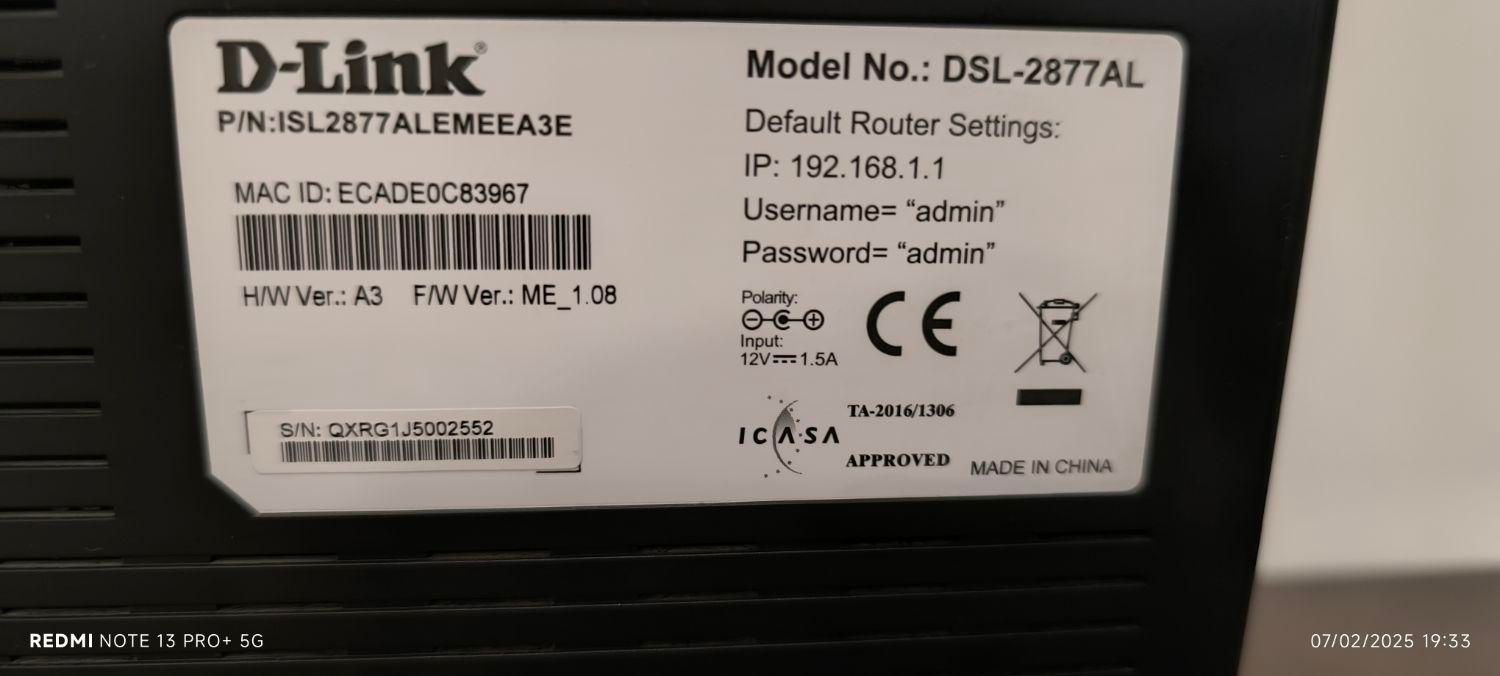 D-Link®
P/N:ISL2877ALEMEEA3E
MAC ID: ECADE0C83967
H/W Ver.: A3 F/W Ver.: ME_1.08
S/N: QXRG1J5002552
Model No.: DSL-2877AL
Default Router Settings:
IP: 192.168.1.1
Username= “admin”
Password= “admin”
Polarity:
Input:
12V⎓1.5A
CE
ICASA
TA-2016/1306
APPROVED
MADE IN CHINA
REDMI NOTE 13 PRO+ 5G
07/02/2025 19:33